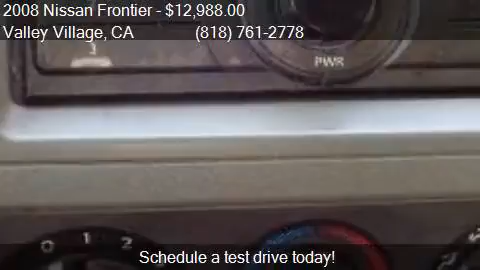 2008 Nissan Frontier - $12,988.00
Valley Village, CA (818) 761-2778
3
PWR
0 1 2
Schedule a test drive today!